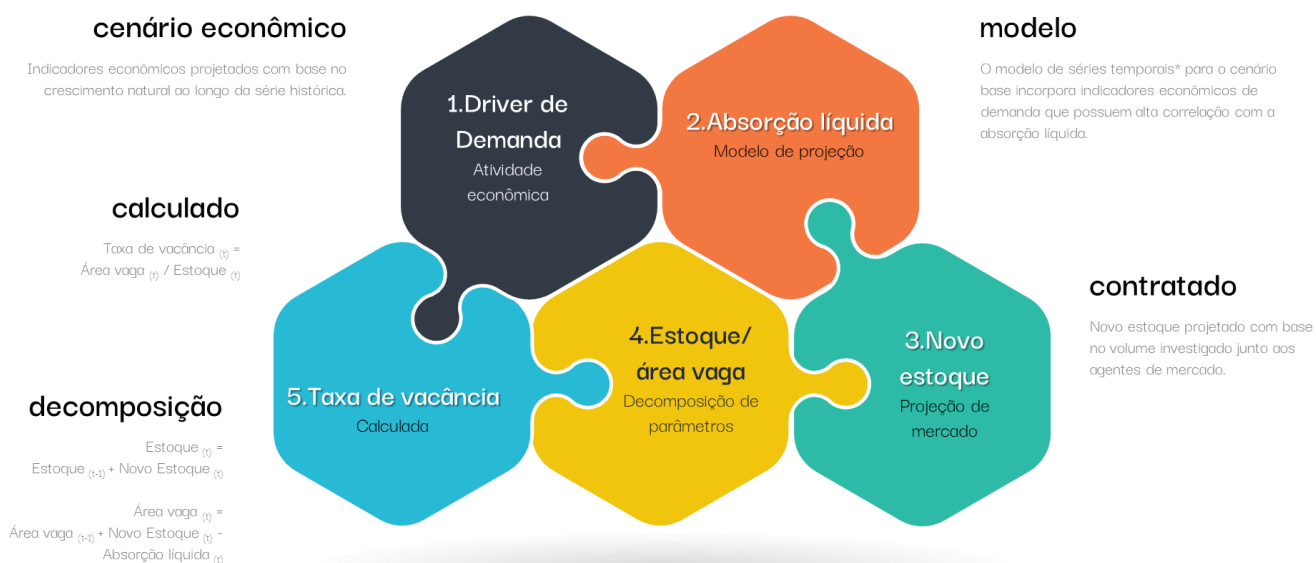 cenário econômico
Indicadores econômicos projetados com base no
crescimento natural ao longo da série histórica.
1.Driver de
Demanda
Atividade
econômica
2.Absorção líquida
Modelo de projeção
modelo
O modelo de séries temporais* para o cenário
base incorpora indicadores econômicos de
demanda que possuem alta correlação com a
absorção líquida.
calculado
Taxa de vacância (t) =
Área vaga (t) / Estoque (t)
contratado
Novo estoque projetado com base
no volume investigado junto aos
agentes de mercado.
3.Novo
estoque
Projeção de
mercado
4.Estoque/
área vaga
Decomposição de
parâmetros
5.Taxa de vacância
Calculada
decomposição
Estoque (t) =
Estoque (t-1) + Novo Estoque (t)
Área vaga (t) =
Área vaga (t-1) + Novo Estoque (t) -
Absorção líquida (t)